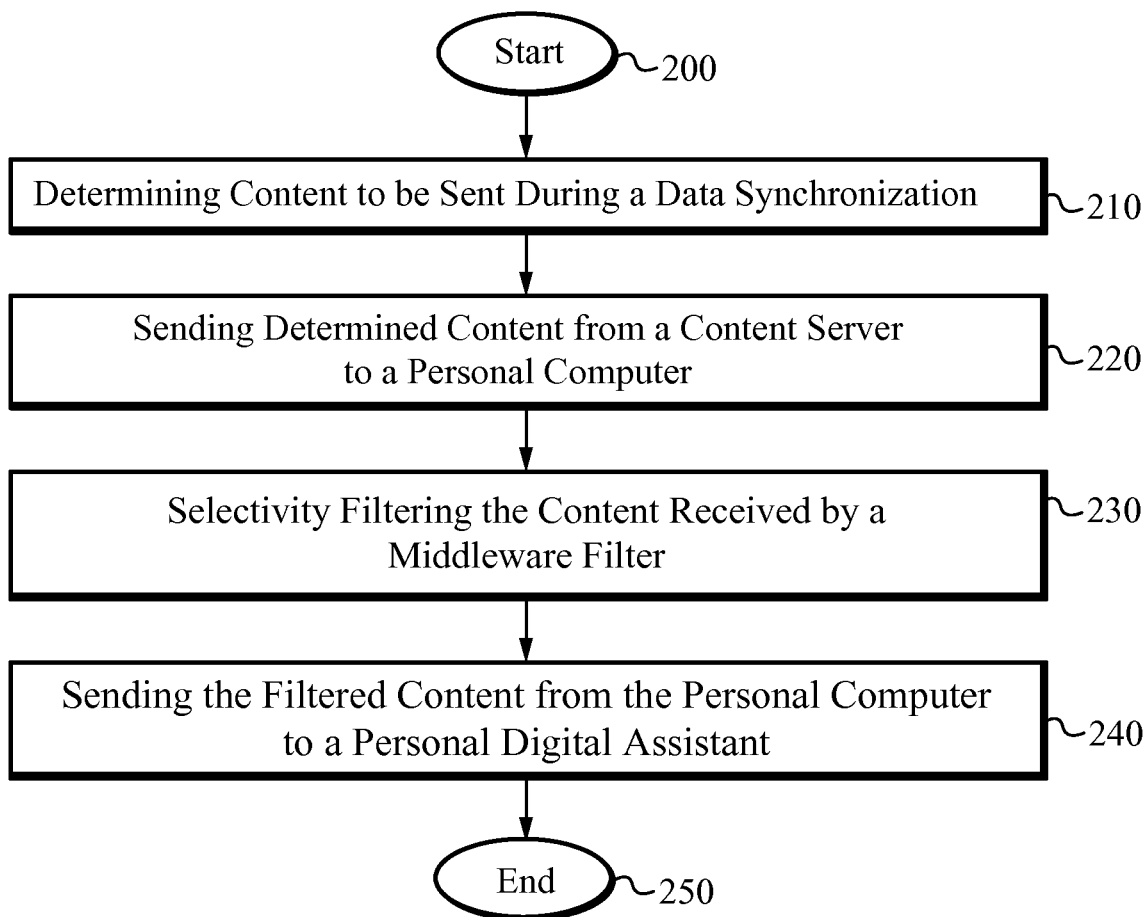 Start
200
Determining Content to be Sent During a Data Synchronization
210
Sending Determined Content from a Content Server
to a Personal Computer
220
Selectivity Filtering the Content Received by a
Middleware Filter
230
Sending the Filtered Content from the Personal Computer
to a Personal Digital Assistant
240
End
250